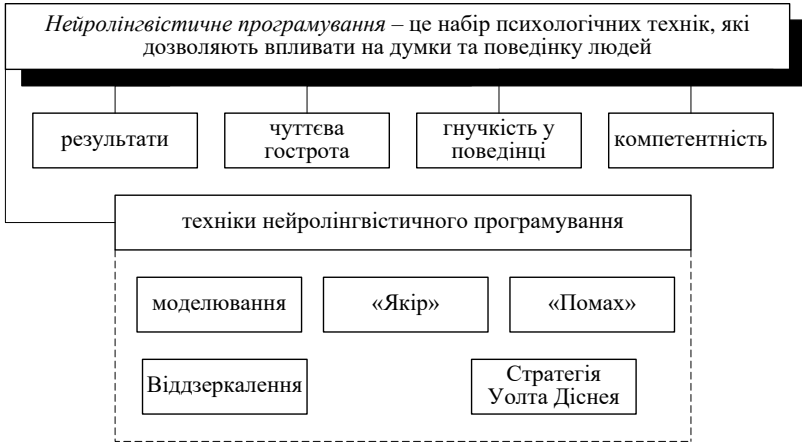 Нейролінгвістичне програмування – це набір психологічних технік, які
дозволяють впливати на думки та поведінку людей
результати
чуттєва
гострота
гнучкість у
поведінці
компетентність
техніки нейролінгвістичного програмування
моделювання
«Якір»
«Помах»
Віддзеркалення
Стратегія
Уолта Діснея